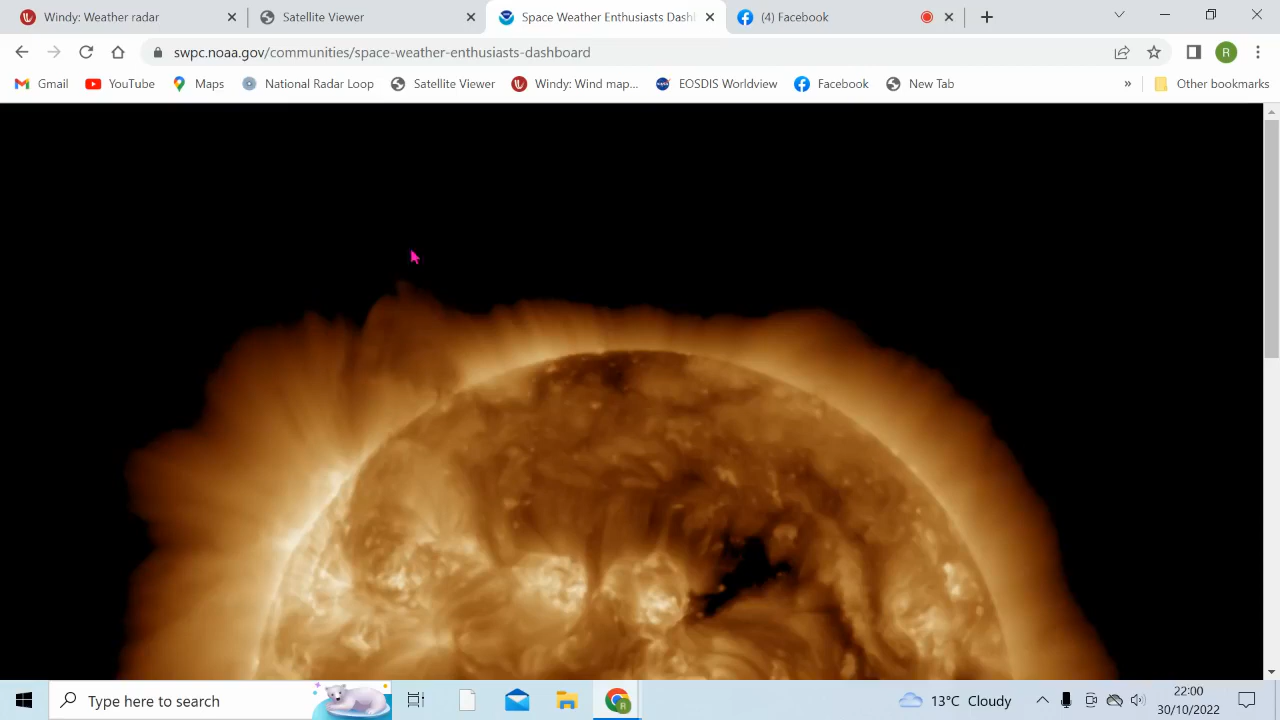 Windy: Weather radar
Satellite Viewer
Space Weather Enthusiasts Dash
(4) Facebook
swpc.noaa.gov/communities/space-weather-enthusiasts-dashboard
R
Gmail
YouTube
Maps
National Radar Loop
Satellite Viewer
Windy: Wind map...
EOSDIS Worldview
Facebook
New Tab
»
Other bookmarks
Type here to search
13°C Cloudy
22:00
30/10/2022